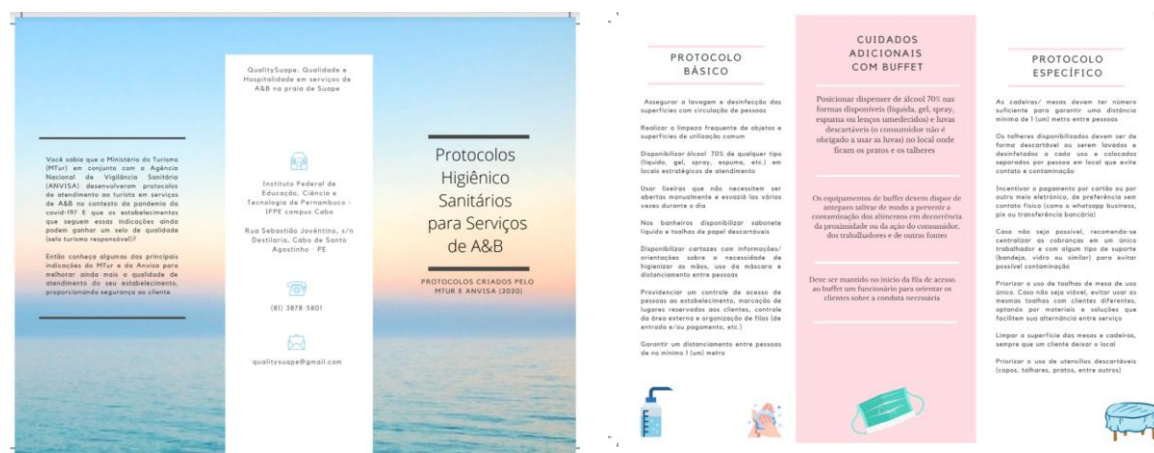 Você sabia que o Ministério do Turismo
(MTur) em conjunto com a Agência
Nacional de Vigilância Sanitária
(ANVISA) desenvolveram protocolos
de atendimento ao turista em serviços
de A&B no contexto da pandemia da
covid-19? E que os estabelecimentos
que seguem essas indicações ainda
podem ganhar um selo de qualidade
(selo turismo responsável)?
Então conheça algumas das principais
indicações do MTur e da Anvisa para
melhorar ainda mais a qualidade de
atendimento do seu estabelecimento,
proporcionando segurança ao cliente
QualitySuape: Qualidade e
Hospitalidade em serviços de
A&B na praia de Suape
Instituto Federal de
Educação, Ciência e
Tecnologia de Pernambuco -
IFPE campus Cabo
Rua Sebastião Jovêntino, s/n
Destilaria, Cabo de Santo
Agostinho - PE
(81) 3878-5801
qualitysuape@gmail.com
Protocolos
Higiênico
Sanitários
para Serviços
de A&B
PROTOCOLOS CRIADOS PELO
MTUR E ANVISA (2020)
PROTOCOLO
BÁSICO
Assegurar a lavagem e desinfecção das
superfícies com circulação de pessoas
Realizar a limpeza frequente de objetos e
superfícies de utilização comum
Disponibilizar álcool 70% de qualquer tipo
(líquido, gel, spray, espuma, etc.) em
locais estratégicos de atendimento
Usar lixeiras que não necessitem ser
abertas manualmente e esvaziá-las várias
vezes durante o dia
Nos banheiros disponibilizar sabonete
líquido e toalhas de papel descartáveis
Disponibilizar cartazes com informações/
orientações sobre a necessidade de
higienizar as mãos, uso da máscara e
distanciamento entre pessoas
Providenciar um controle de acesso de
pessoas ao estabelecimento, marcação de
lugares reservados aos clientes, controle
da área externa e organização de filas (de
entrada e/ou pagamento, etc.)
Garantir um distanciamento entre pessoas
de no mínimo 1 (um) metro
CUIDADOS
ADICIONAIS
COM BUFFET
Posicionar dispenser de álcool 70% nas
formas disponíveis (líquida, gel, spray,
espuma ou lenços umedecidos) e luvas
descartáveis (o consumidor não é
obrigado a usar as luvas) no local onde
ficam os pratos e os talheres
Os equipamentos de buffet devem dispor de
anteparo salivar de modo a prevenir a
contaminação dos alimentos em decorrência
da proximidade ou da ação do consumidor,
dos trabalhadores e de outras fontes
Deve ser mantido no início da fila de acesso
ao buffet um funcionário para orientar os
clientes sobre a conduta necessária
PROTOCOLO
ESPECÍFICO
As cadeiras/ mesas devem ter número
suficiente para garantir uma distância
mínima de 1 (um) metro entre pessoas
Os talheres disponibilizados devem ser de
forma descartável ou serem lavados e
desinfetados a cada uso e colocados
separados por pessoa em local que evite
contato e contaminação
Incentivar o pagamento por cartão ou por
outro meio eletrônico, de preferência sem
contato físico (como o whatsapp business,
pix ou transferência bancária)
Caso não seja possível, recomenda-se
centralizar as cobranças em um único
trabalhador e com algum tipo de suporte
(bandeja, vidro ou similar) para evitar
possível contaminação
Priorizar o uso de toalhas de mesa de uso
único. Caso não seja viável, evitar usar as
mesmas toalhas com clientes diferentes,
optando por materiais e soluções que
facilitem sua alternância entre serviço
Limpar a superfície das mesas e cadeiras,
sempre que um cliente deixar o local
Priorizar o uso de utensílios descartáveis
(copos, talhares, pratos, entre outros)